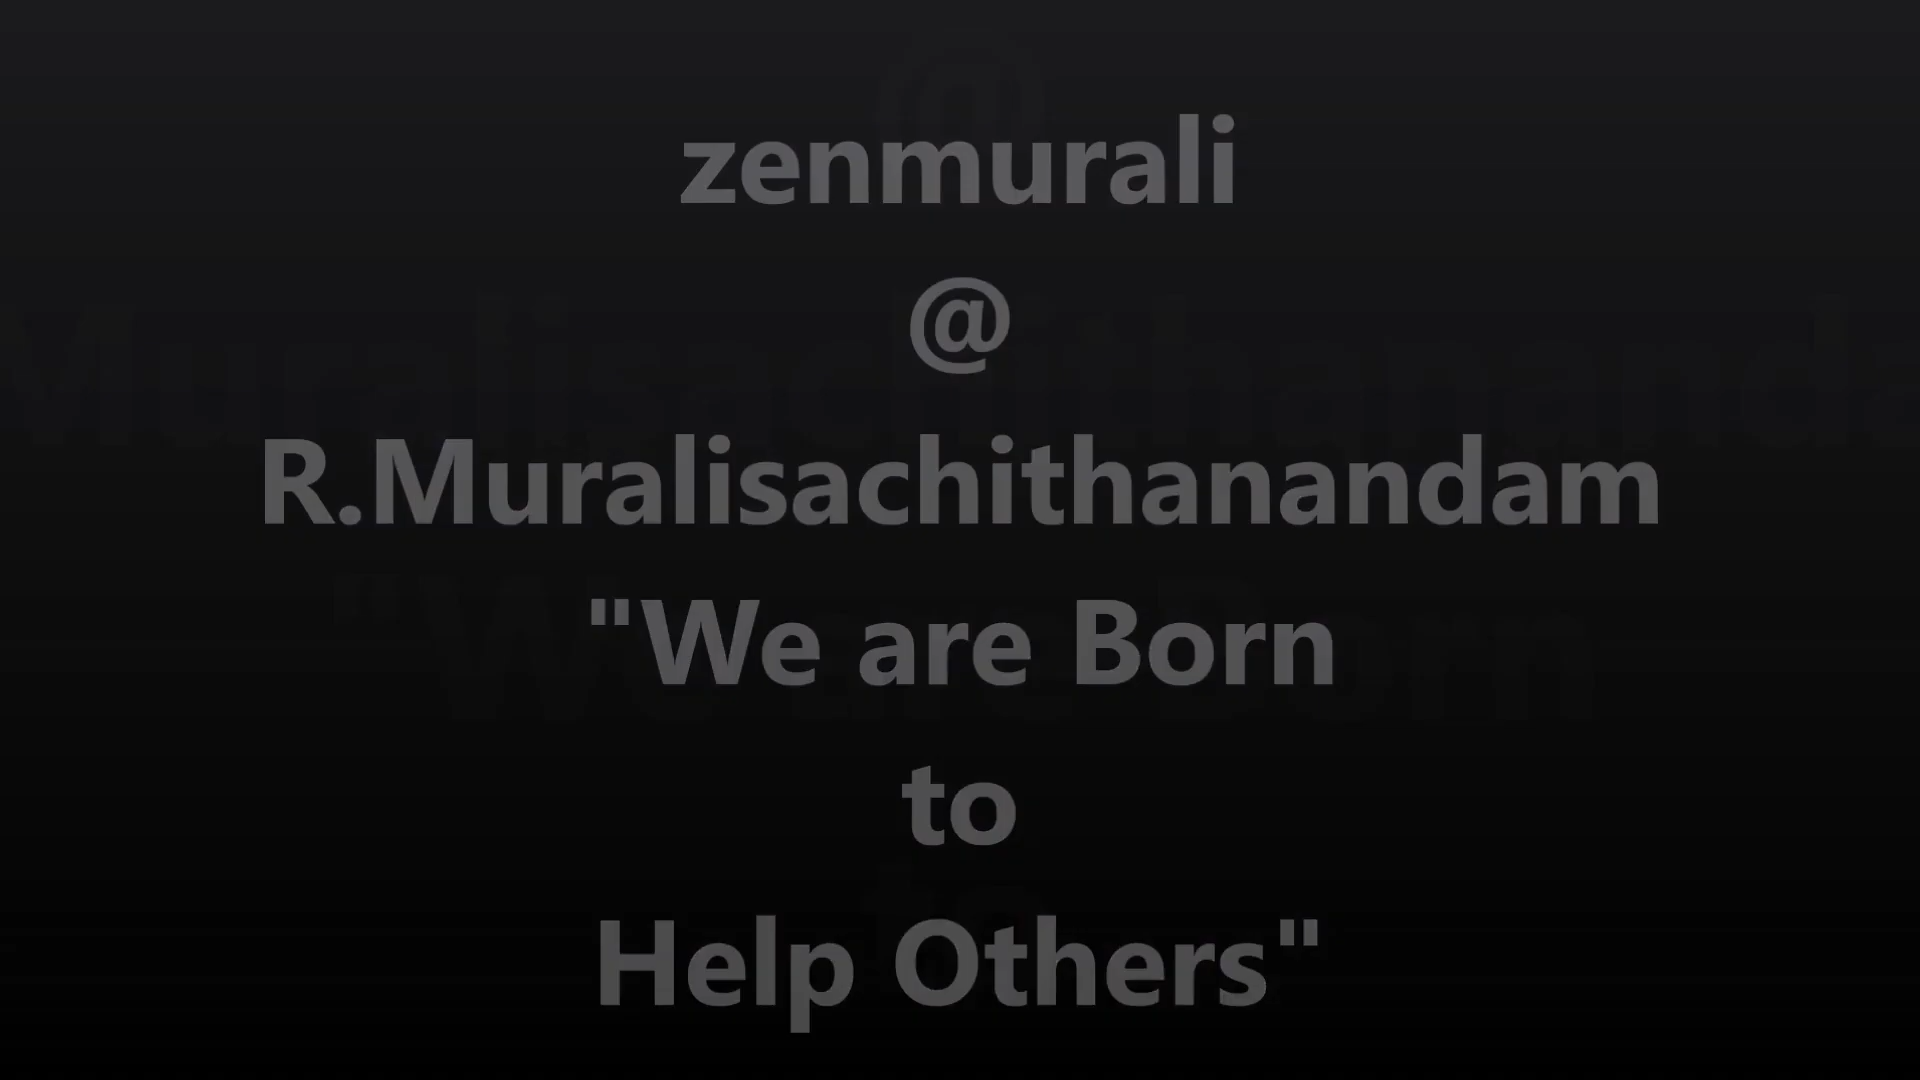 zenmurali
@
R.Muralisachithanandam
"We are Born
to
Help Others"